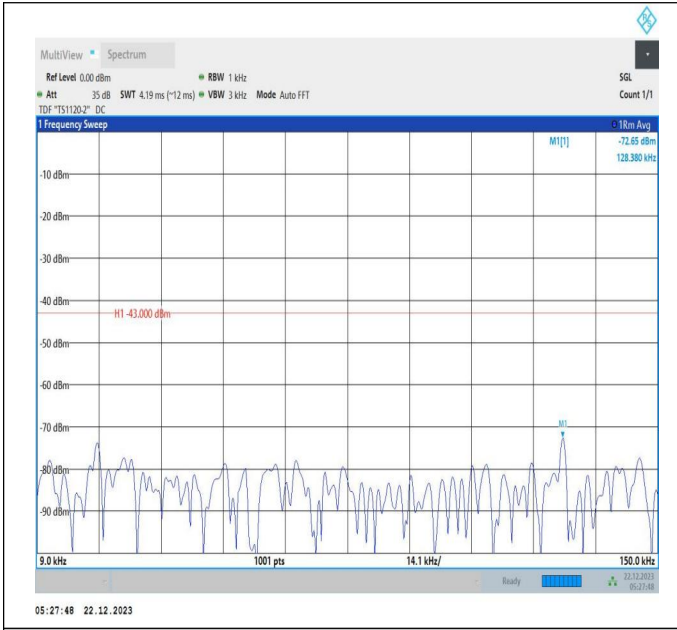 R&S
MultiView Spectrum
Ref Level 0.00 dBm RBW 1 kHz SGL
Att 35 dB SWT 4.19 ms (~12 ms) VBW 3 kHz Mode Auto FFT Count 1/1
TDF "TS1120-2" DC
1 Frequency Sweep 1Rm Avg
M1[1] -72.65 dBm
128.380 kHz
-10 dBm
-20 dBm
-30 dBm
-40 dBm
H1 -43.000 dBm
-50 dBm
-60 dBm
-70 dBm
M1
-80 dBm
-90 dBm
9.0 kHz 1001 pts 14.1 kHz/ 150.0 kHz
Ready 22.12.2023
05:27:48
05:27:48 22.12.2023